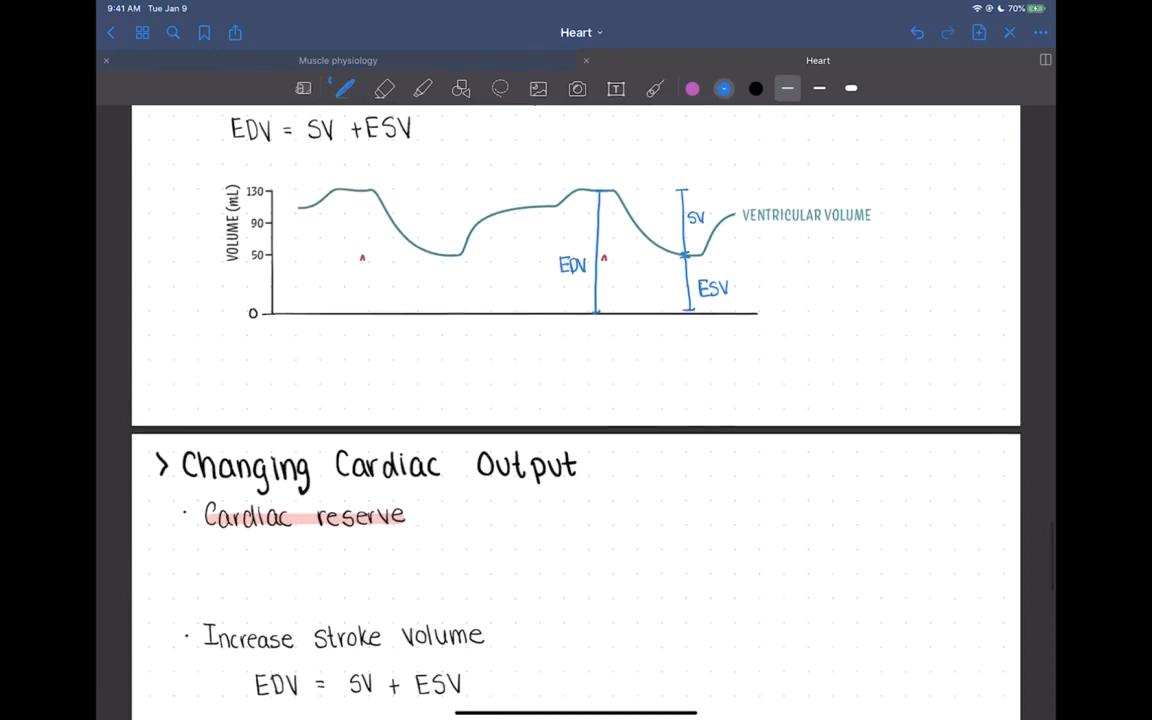 9:41 AM Tue Jan 9
70%
Heart
Muscle physiology
Heart
T
EDV = SV + ESV
VOLUME (mL)
130
90
50
0
EDV
SV
ESV
VENTRICULAR VOLUME
> Changing Cardiac Output
· Cardiac reserve
· Increase stroke volume
EDV = SV + ESV